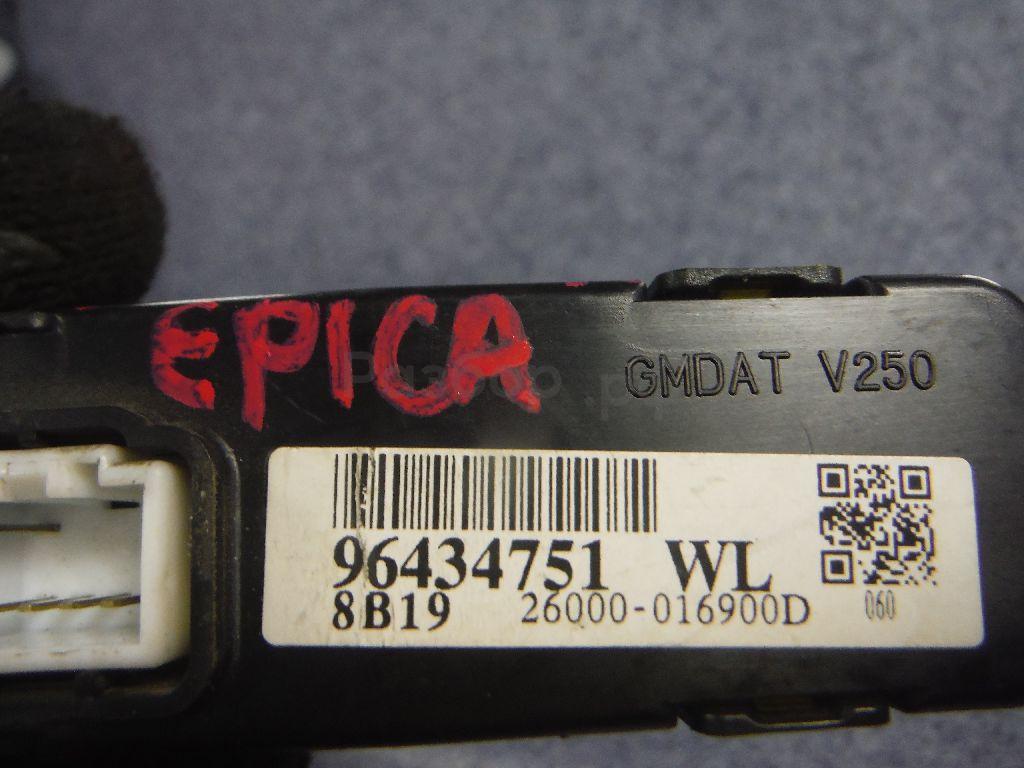 EPICA
GMDAT V250
96434751 WL
8B19 26000-016900D
060